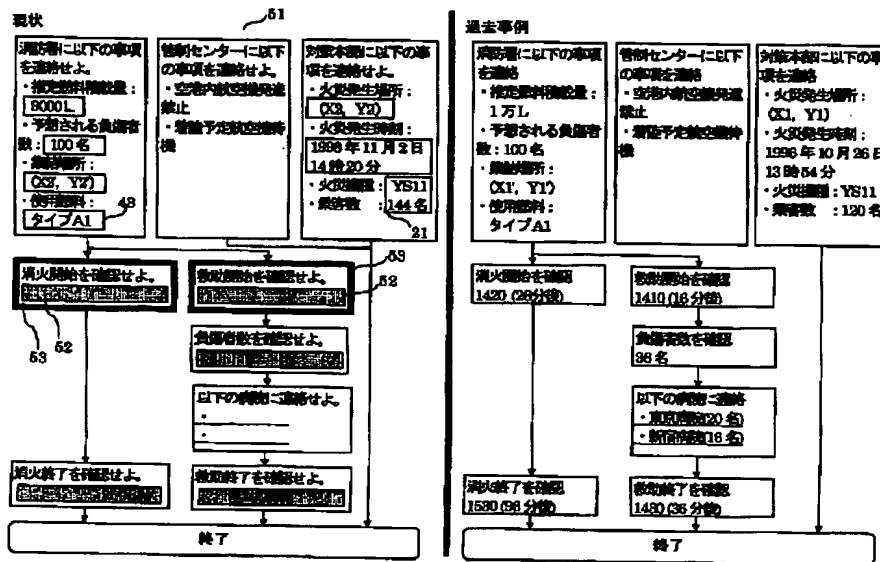 現状
51
消防署に以下の事項
を連絡せよ。
・推定燃料積載量：
8000L
・予想される負傷者
数：100名
・集結場所：
(X2', Y2')
・使用燃料：
タイプA1
43
管制センターに以下
の事項を連絡せよ。
・空港内航空機発進
禁止
・着陸予定航空機待
機
対策本部に以下の事
項を連絡せよ。
・火災発生場所：
(X2, Y2)
・火災発生時刻：
1996年11月2日
14時20分
・火災機種：YS11
・乗客数：144名
21
消火開始を確認せよ。
53
52
救助開始を確認せよ。
53
52
負傷者数を確認せよ。
以下の病院に連絡せよ。
・
・
消火終了を確認せよ。
救助終了を確認せよ。
終了
過去事例
消防署に以下の事項
を連絡
・推定燃料積載量：
1万L
・予想される負傷者
数：100名
・集結場所：
(X1', Y1')
・使用燃料：
タイプA1
管制センターに以下
の事項を連絡
・空港内航空機発進
禁止
・着陸予定航空機待
機
対策本部に以下の事
項を連絡
・火災発生場所：
(X1, Y1)
・火災発生時刻：
1996年10月26日
13時54分
・火災機種：YS11
・乗客数：120名
消火開始を確認
1420 (26分後)
救助開始を確認
1410 (16分後)
負傷者数を確認
36名
以下の病院に連絡
・東京病院(20名)
・新宿病院(16名)
消火終了を確認
1530 (96分後)
救助終了を確認
1430 (36分後)
終了